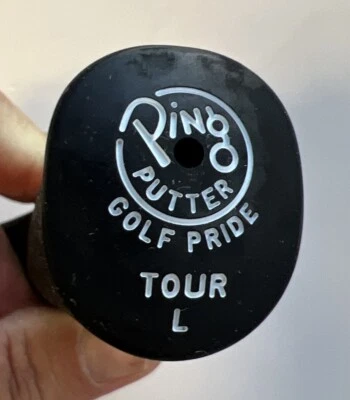 Ping
PUTTER
GOLF PRIDE
TOUR
L